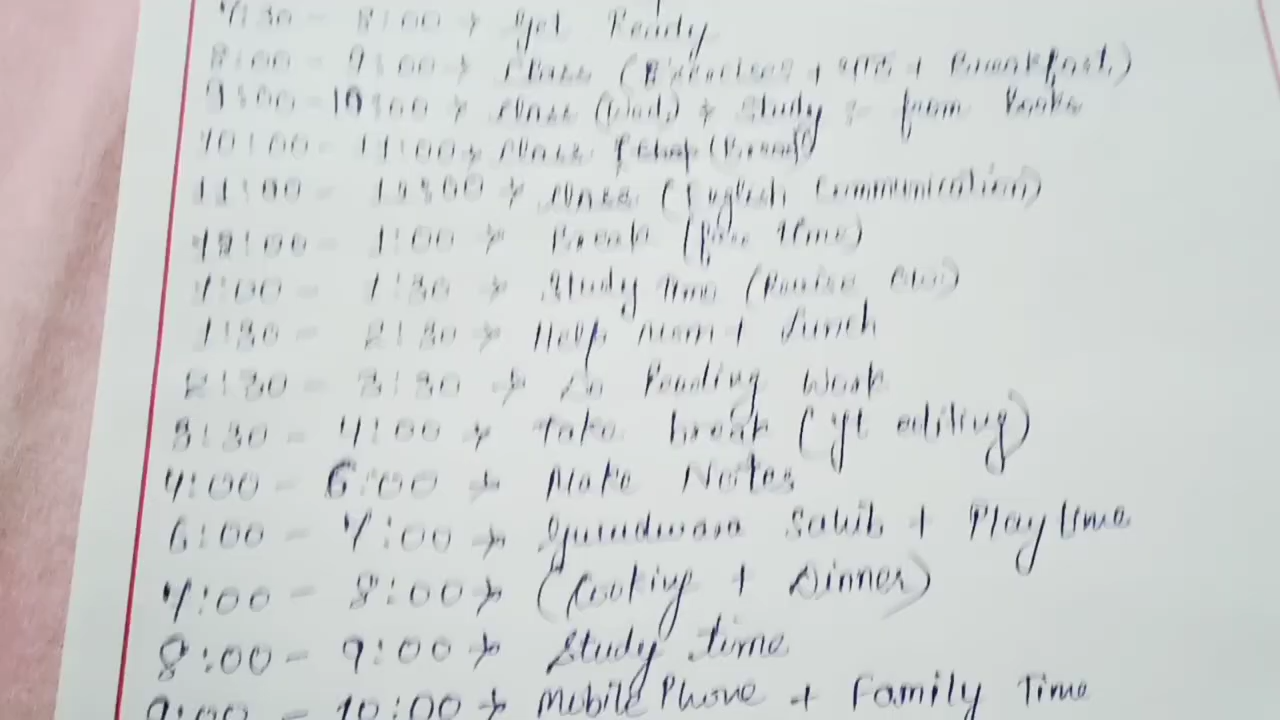 7:30 - 8:00 → Get Ready
8:00 - 9:00 → Class (Exercises + + Breakfast)
9:00 - 10:00 → Class → Study :- from Books
10:00 - 11:00 → Class
11:00 - 12:00 → Class (English Communication)
12:00 - 1:00 → Break (free time)
1:00 - 1:30 → Study time (Revise
1:30 - 2:30 → Help mom + Lunch
2:30 - 3:30 → Do Reading Work
3:30 - 4:00 → Take break (yt editing)
4:00 - 6:00 → Make Notes
6:00 - 7:00 → Gurudwara Sahib + Playtime
7:00 - 8:00 → (Cooking + Dinner)
8:00 - 9:00 → Study time
9:00 - 10:00 → Mobile Phone + Family Time